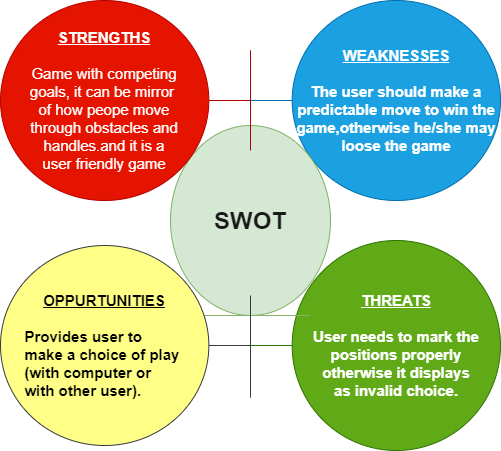 STRENGTHS
Game with competing
goals, it can be mirror
of how peope move
through obstacles and
handles.and it is a
user friendly game
WEAKNESSES
The user should make a
predictable move to win the
game,otherwise he/she may
loose the game
SWOT
OPPURTUNITIES
Provides user to
make a choice of play
(with computer or
with other user).
THREATS
User needs to mark the
positions properly
otherwise it displays
as invalid choice.